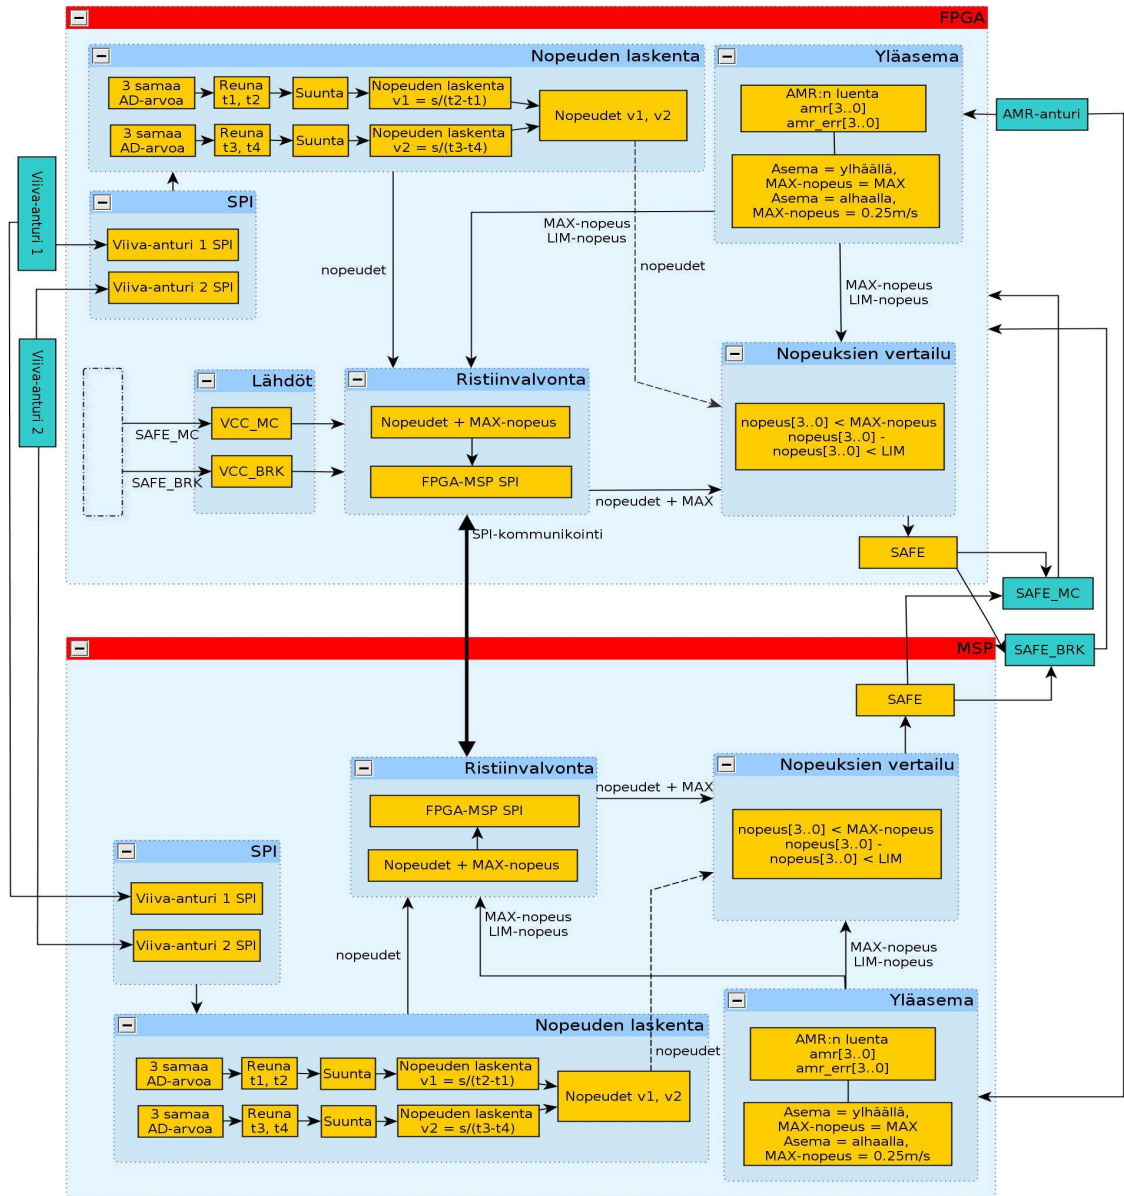 FPGA
Nopeuden laskenta
3 samaa
AD-arvoa
Reuna
t1, t2
Suunta
Nopeuden laskenta
v1 = s/(t2-t1)
3 samaa
AD-arvoa
Reuna
t3, t4
Suunta
Nopeuden laskenta
v2 = s/(t3-t4)
Nopeudet v1, v2
Yläasema
AMR:n luenta
amr[3..0]
amr_err[3..0]
Asema = ylhäällä,
MAX-nopeus = MAX
Asema = alhaalla,
MAX-nopeus = 0.25m/s
AMR-anturi
Viiva-anturi 1
Viiva-anturi 2
SPI
Viiva-anturi 1 SPI
Viiva-anturi 2 SPI
nopeudet
MAX-nopeus
LIM-nopeus
nopeudet
MAX-nopeus
LIM-nopeus
SAFE_MC
SAFE_BRK
Lähdöt
VCC_MC
VCC_BRK
Ristiinvalvonta
Nopeudet + MAX-nopeus
FPGA-MSP SPI
nopeudet + MAX
Nopeuksien vertailu
nopeus[3..0] < MAX-nopeus
nopeus[3..0] -
nopeus[3..0] < LIM
SPI-kommunikointi
SAFE
SAFE_MC
SAFE_BRK
MSP
SAFE
Ristiinvalvonta
FPGA-MSP SPI
Nopeudet + MAX-nopeus
nopeudet + MAX
Nopeuksien vertailu
nopeus[3..0] < MAX-nopeus
nopeus[3..0] -
nopeus[3..0] < LIM
SPI
Viiva-anturi 1 SPI
Viiva-anturi 2 SPI
nopeudet
MAX-nopeus
LIM-nopeus
MAX-nopeus
LIM-nopeus
Nopeuden laskenta
3 samaa
AD-arvoa
Reuna
t1, t2
Suunta
Nopeuden laskenta
v1 = s/(t2-t1)
3 samaa
AD-arvoa
Reuna
t3, t4
Suunta
Nopeuden laskenta
v2 = s/(t3-t4)
Nopeudet v1, v2
nopeudet
Yläasema
AMR:n luenta
amr[3..0]
amr_err[3..0]
Asema = ylhäällä,
MAX-nopeus = MAX
Asema = alhaalla,
MAX-nopeus = 0.25m/s